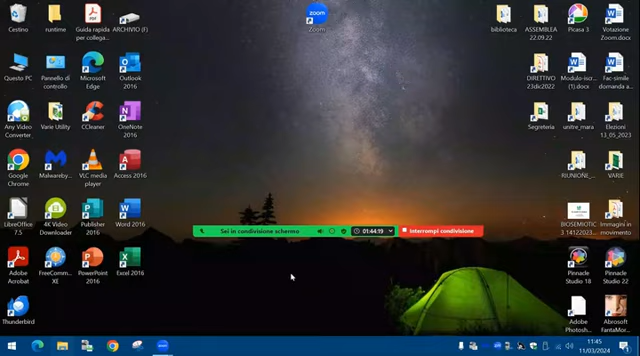 Cestino
runtime
Guida rapida
per collega...
ARCHIVIO (f)
zoom
Zoom
biblioteca
ASSEMBLEA
22.09.22
Picasa 3
Votazione
Zoom.docx
Questo PC
Pannello di
controllo
Microsoft
Edge
Outlook
2016
DIRETTIVO
23dic2022
Modulo-iscr...
(1).docx
Fac-simile
domanda a...
Any Video
Converter
Varie Utility
CCleaner
OneNote
2016
Segreteria
unitre_mara
Elezioni
13_05_2023
Google
Chrome
Malwareby...
VLC media
player
Access 2016
RIUNIONE_...
VARIE
LibreOffice
7.5
4K Video
Downloader
Publisher
2016
Word 2016
BIOSEMIOTIC
3.14122023...
Immagini in
movimento
Sei in condivisione schermo
01:44:19
Interrompi condivisione
Adobe
Acrobat
FreeComm...
XE
PowerPoint
2016
Excel 2016
Pinnacle
Studio 18
Pinnacle
Studio 22
Thunderbird
Adobe
Photosh...
Abrosoft
FantaMor...
11:45
11/03/2024